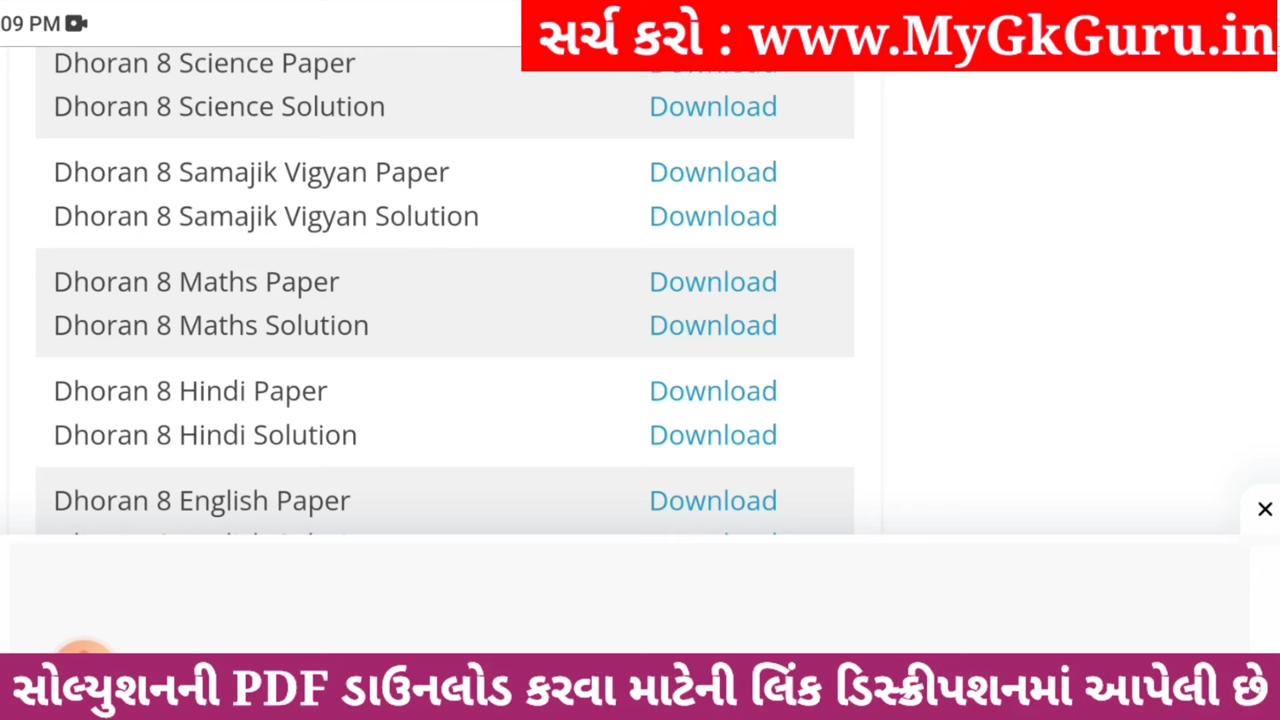 09 PM
સર્ચ કરો : www.MyGkGuru.in
Dhoran 8 Science Paper
Dhoran 8 Science Solution Download
Dhoran 8 Samajik Vigyan Paper Download
Dhoran 8 Samajik Vigyan Solution Download
Dhoran 8 Maths Paper Download
Dhoran 8 Maths Solution Download
Dhoran 8 Hindi Paper Download
Dhoran 8 Hindi Solution Download
Dhoran 8 English Paper Download
સોલ્યુશનની PDF ડાઉનલોડ કરવા માટેની લિંક ડિસ્ક્રીપશનમાં આપેલી છે